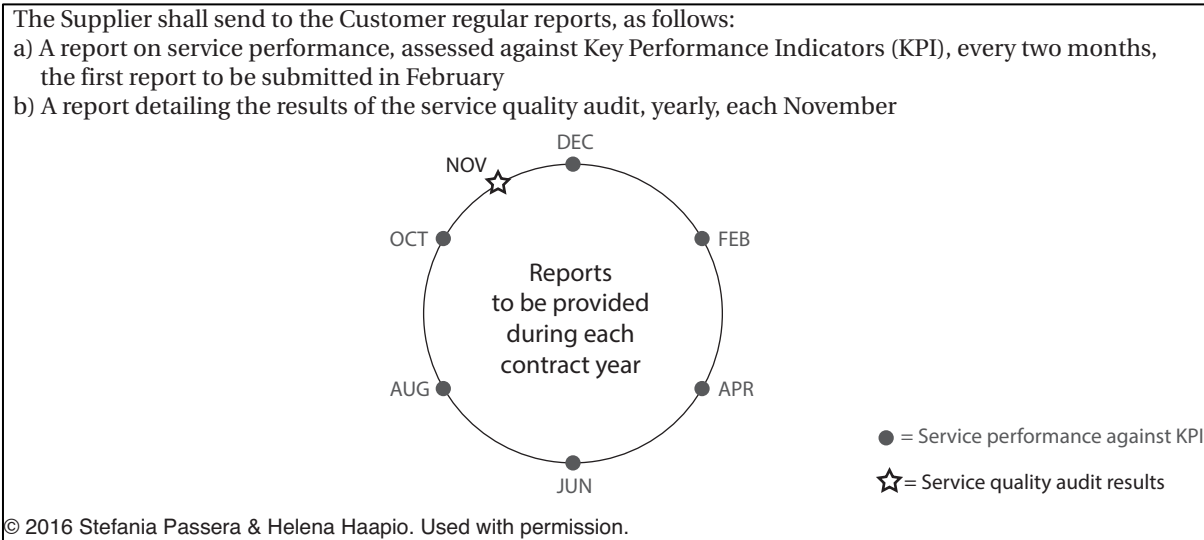 The Supplier shall send to the Customer regular reports, as follows:
a) A report on service performance, assessed against Key Performance Indicators (KPI), every two months,
the first report to be submitted in February
b) A report detailing the results of the service quality audit, yearly, each November
DEC
NOV
OCT
FEB
Reports
to be provided
during each
contract year
AUG
APR
= Service performance against KPI
= Service quality audit results
JUN
© 2016 Stefania Passera & Helena Haapio. Used with permission.